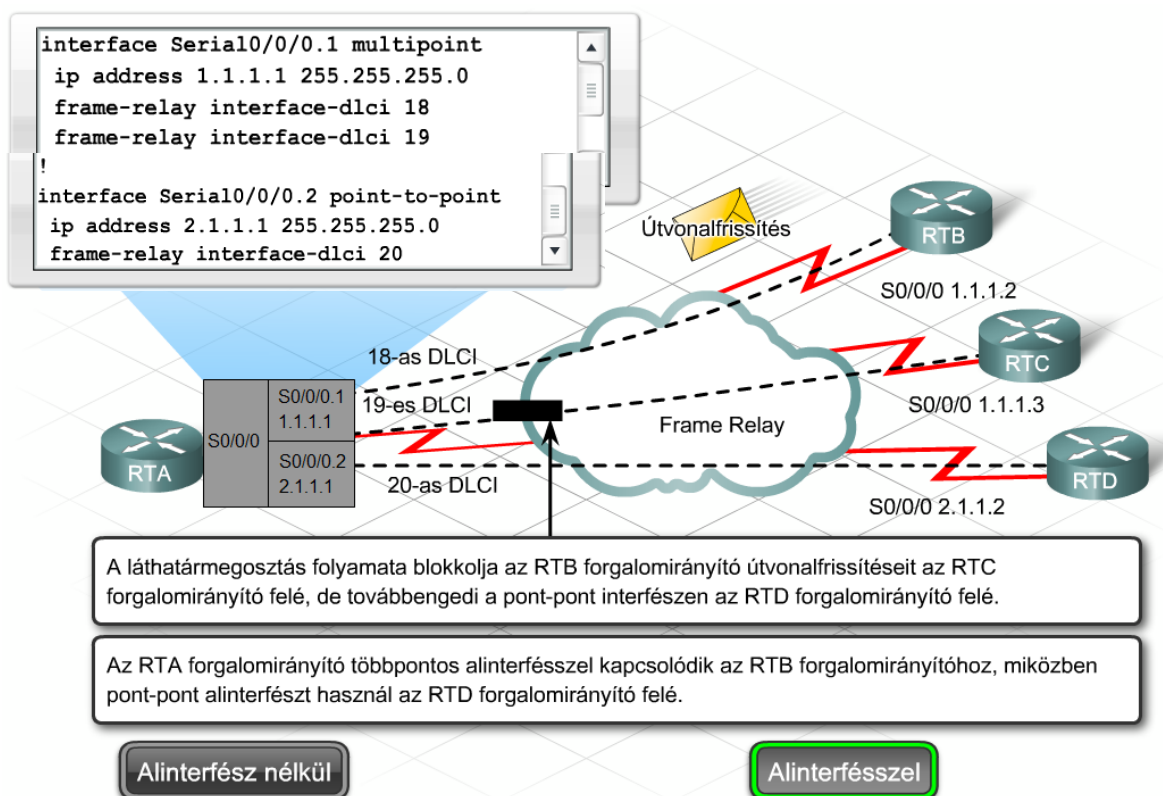 interface Serial0/0/0.1 multipoint
ip address 1.1.1.1 255.255.255.0
frame-relay interface-dlci 18
frame-relay interface-dlci 19
!
interface Serial0/0/0.2 point-to-point
ip address 2.1.1.1 255.255.255.0
frame-relay interface-dlci 20
Útvonalfrissítés
RTB
S0/0/0 1.1.1.2
18-as DLCI
RTC
S0/0/0 1.1.1.3
19-es DLCI
S0/0/0.1
1.1.1.1
S0/0/0
Frame Relay
RTA
S0/0/0.2
2.1.1.1
20-as DLCI
RTD
S0/0/0 2.1.1.2
A láthatármegosztás folyamata blokkolja az RTB forgalomirányító útvonalfrissítéseit az RTC
forgalomirányító felé, de továbbengedi a pont-pont interfészen az RTD forgalomirányító felé.
Az RTA forgalomirányító többpontos alinterfésszel kapcsolódik az RTB forgalomirányítóhoz, miközben
pont-pont alinterfészt használ az RTD forgalomirányító felé.
Alinterfész nélkül
Alinterfésszel